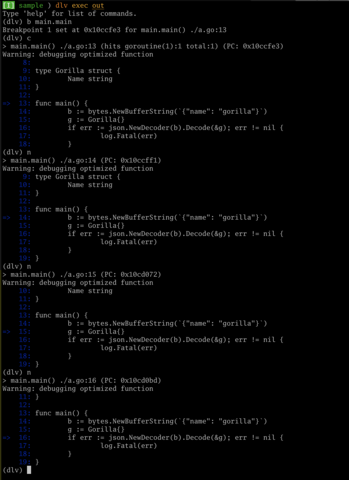 [I] sample ) dlv exec out
Type 'help' for list of commands.
(dlv) b main.main
Breakpoint 1 set at 0x10ccfe3 for main.main() ./a.go:13
(dlv) c
> main.main() ./a.go:13 (hits goroutine(1):1 total:1) (PC: 0x10ccfe3)
Warning: debugging optimized function
8:
9: type Gorilla struct {
10: Name string
11: }
12:
=> 13: func main() {
14: b := bytes.NewBufferString(`{"name": "gorilla"}`)
15: g := Gorilla{}
16: if err := json.NewDecoder(b).Decode(&g); err != nil {
17: log.Fatal(err)
18: }
(dlv) n
> main.main() ./a.go:14 (PC: 0x10ccff1)
Warning: debugging optimized function
9: type Gorilla struct {
10: Name string
11: }
12:
13: func main() {
=> 14: b := bytes.NewBufferString(`{"name": "gorilla"}`)
15: g := Gorilla{}
16: if err := json.NewDecoder(b).Decode(&g); err != nil {
17: log.Fatal(err)
18: }
19: }
(dlv) n
> main.main() ./a.go:15 (PC: 0x10cd072)
Warning: debugging optimized function
10: Name string
11: }
12:
13: func main() {
14: b := bytes.NewBufferString(`{"name": "gorilla"}`)
=> 15: g := Gorilla{}
16: if err := json.NewDecoder(b).Decode(&g); err != nil {
17: log.Fatal(err)
18: }
19: }
(dlv) n
> main.main() ./a.go:16 (PC: 0x10cd0bd)
Warning: debugging optimized function
11: }
12:
13: func main() {
14: b := bytes.NewBufferString(`{"name": "gorilla"}`)
15: g := Gorilla{}
=> 16: if err := json.NewDecoder(b).Decode(&g); err != nil {
17: log.Fatal(err)
18: }
19: }
(dlv)